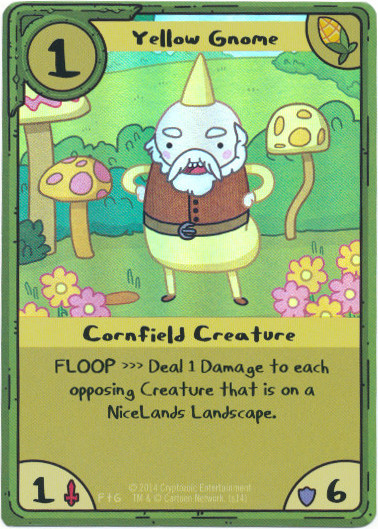 1
Yellow Gnome
Cornfield Creature
FLOOP >>> Deal 1 Damage to each
opposing Creature that is on a
NiceLands Landscape.
1
F+G
© 2014 Cryptozoic Entertainment
TM & © Cartoon Network. (s14)
6